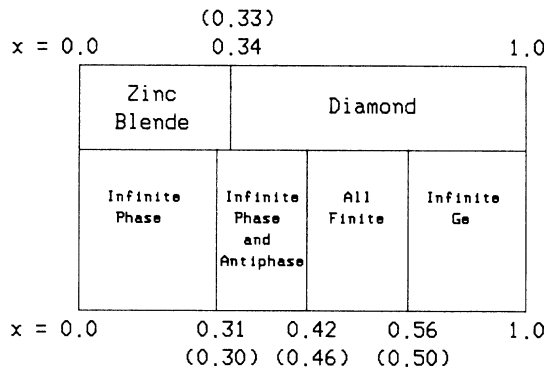 (0.33)
x = 0.0 0.34 1.0
Zinc Diamond
Blende
Infinite Infinite All Infinite
Phase Phase Finite Ge
and
Antiphase
x = 0.0 0.31 0.42 0.56 1.0
(0.30) (0.46) (0.50)